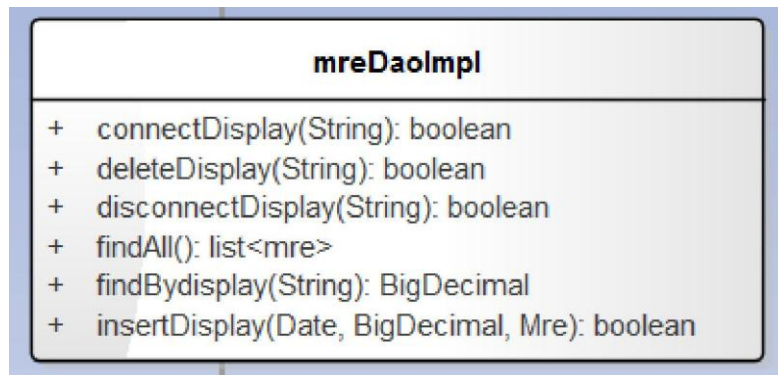 mreDaoImpl
+ connectDisplay(String): boolean
+ deleteDisplay(String): boolean
+ disconnectDisplay(String): boolean
+ findAll(): list<mre>
+ findBydisplay(String): BigDecimal
+ insertDisplay(Date, BigDecimal, Mre): boolean